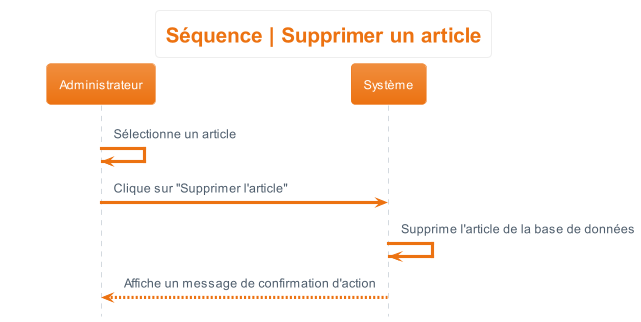 Séquence | Supprimer un article
Administrateur
Système
Sélectionne un article
Clique sur "Supprimer l'article"
Supprime l'article de la base de données
Affiche un message de confirmation d'action